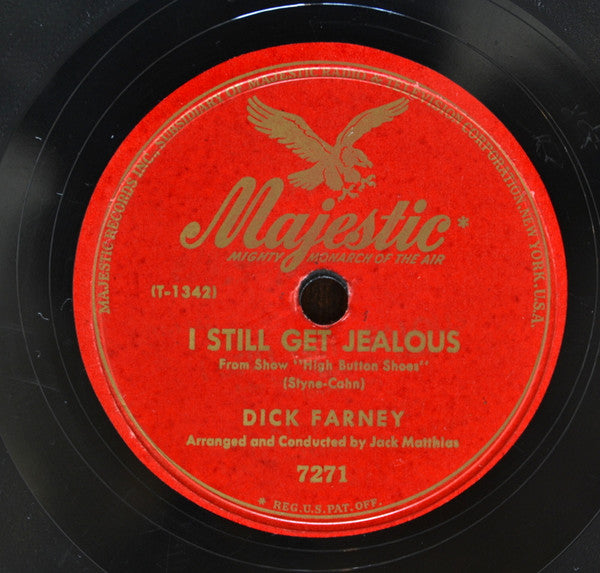 MAJESTIC RECORDS INC., SUBSIDIARY OF MAJESTIC RADIO & TELEVISION CORPORATION, NEW YORK, U.S.A.
Majestic*
MIGHTY MONARCH OF THE AIR
(T-1342)
I STILL GET JEALOUS
From Show "High Button Shoes"
(Styne-Cahn)
DICK FARNEY
Arranged and Conducted by Jack Matthias
7271
* REG. U.S. PAT. OFF.